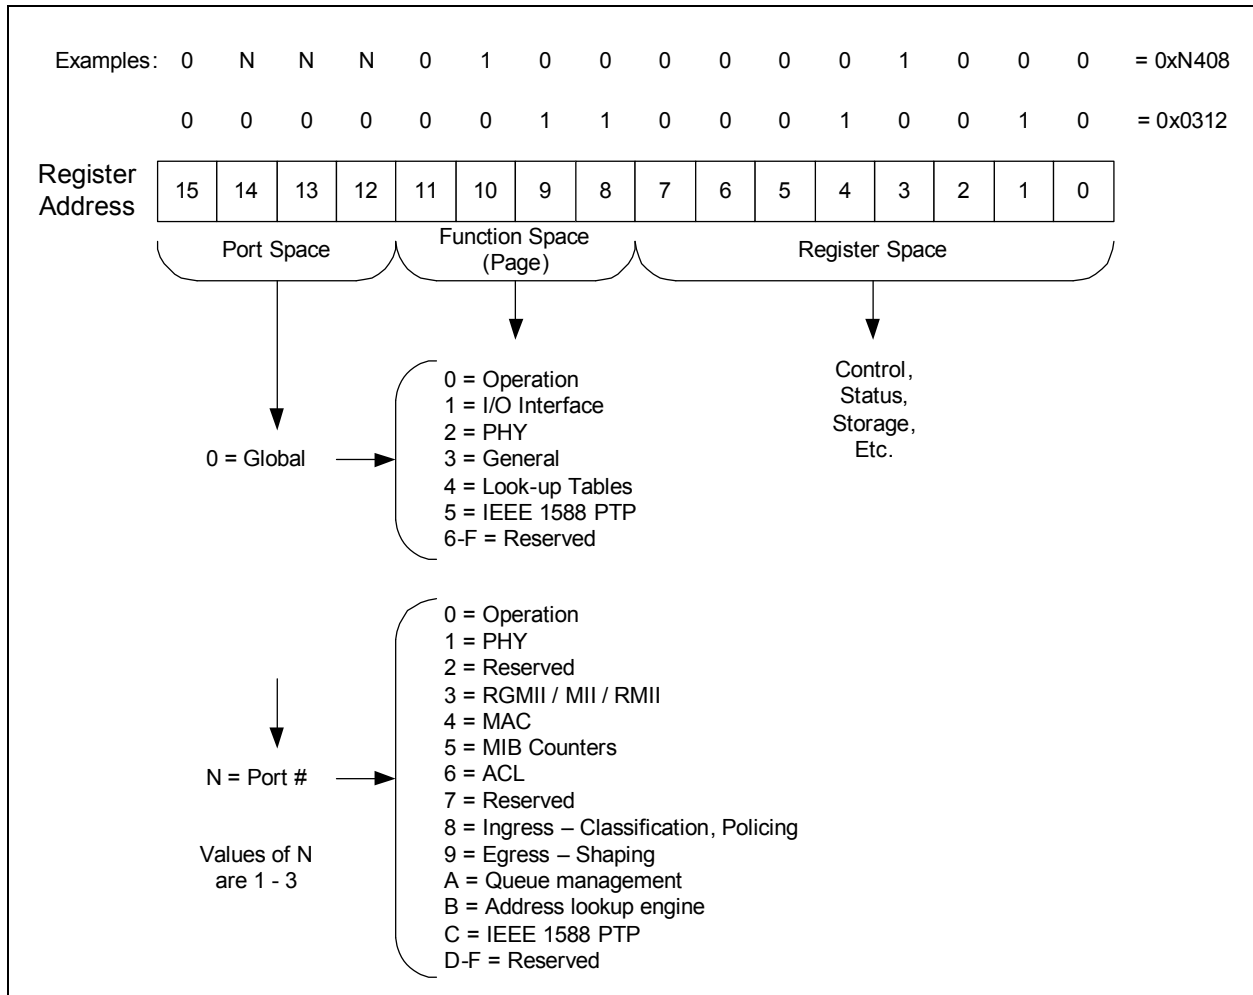 Examples: 0 N N N 0 1 0 0 0 0 0 0 1 0 0 0 = 0xN408
0 0 0 0 0 0 1 1 0 0 0 1 0 0 1 0 = 0x0312
Register
Address
15 14 13 12 11 10 9 8 7 6 5 4 3 2 1 0
Port Space
Function Space
(Page)
Register Space
0 = Global
0 = Operation
1 = I/O Interface
2 = PHY
3 = General
4 = Look-up Tables
5 = IEEE 1588 PTP
6-F = Reserved
Control,
Status,
Storage,
Etc.
N = Port #
Values of N
are 1 - 3
0 = Operation
1 = PHY
2 = Reserved
3 = RGMII / MII / RMII
4 = MAC
5 = MIB Counters
6 = ACL
7 = Reserved
8 = Ingress – Classification, Policing
9 = Egress – Shaping
A = Queue management
B = Address lookup engine
C = IEEE 1588 PTP
D-F = Reserved